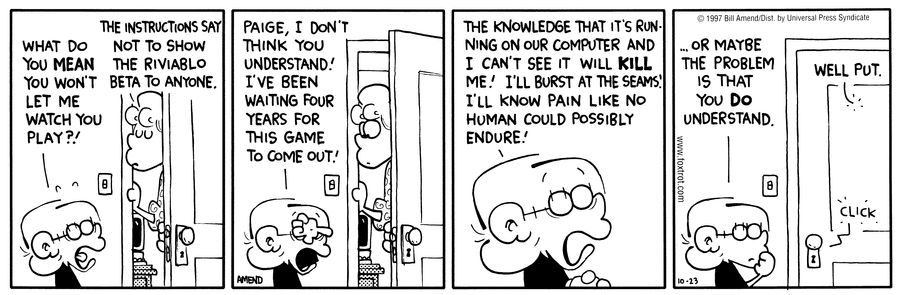 WHAT DO
YOU MEAN
YOU WON'T
LET ME
WATCH YOU
PLAY?!
THE INSTRUCTIONS SAY
NOT TO SHOW
THE RIVIABLO
BETA TO ANYONE.
PAIGE, I DON'T
THINK YOU
UNDERSTAND!
I'VE BEEN
WAITING FOUR
YEARS FOR
THIS GAME
TO COME OUT!
AMEND
THE KNOWLEDGE THAT IT'S RUN-
NING ON OUR COMPUTER AND
I CAN'T SEE IT WILL KILL
ME! I'LL BURST AT THE SEAMS!
I'LL KNOW PAIN LIKE NO
HUMAN COULD POSSIBLY
ENDURE!
© 1997 Bill Amend/Dist. by Universal Press Syndicate
...OR MAYBE
THE PROBLEM
IS THAT
YOU DO
UNDERSTAND.
WELL PUT.
CLICK
www.foxtrot.com
10-23